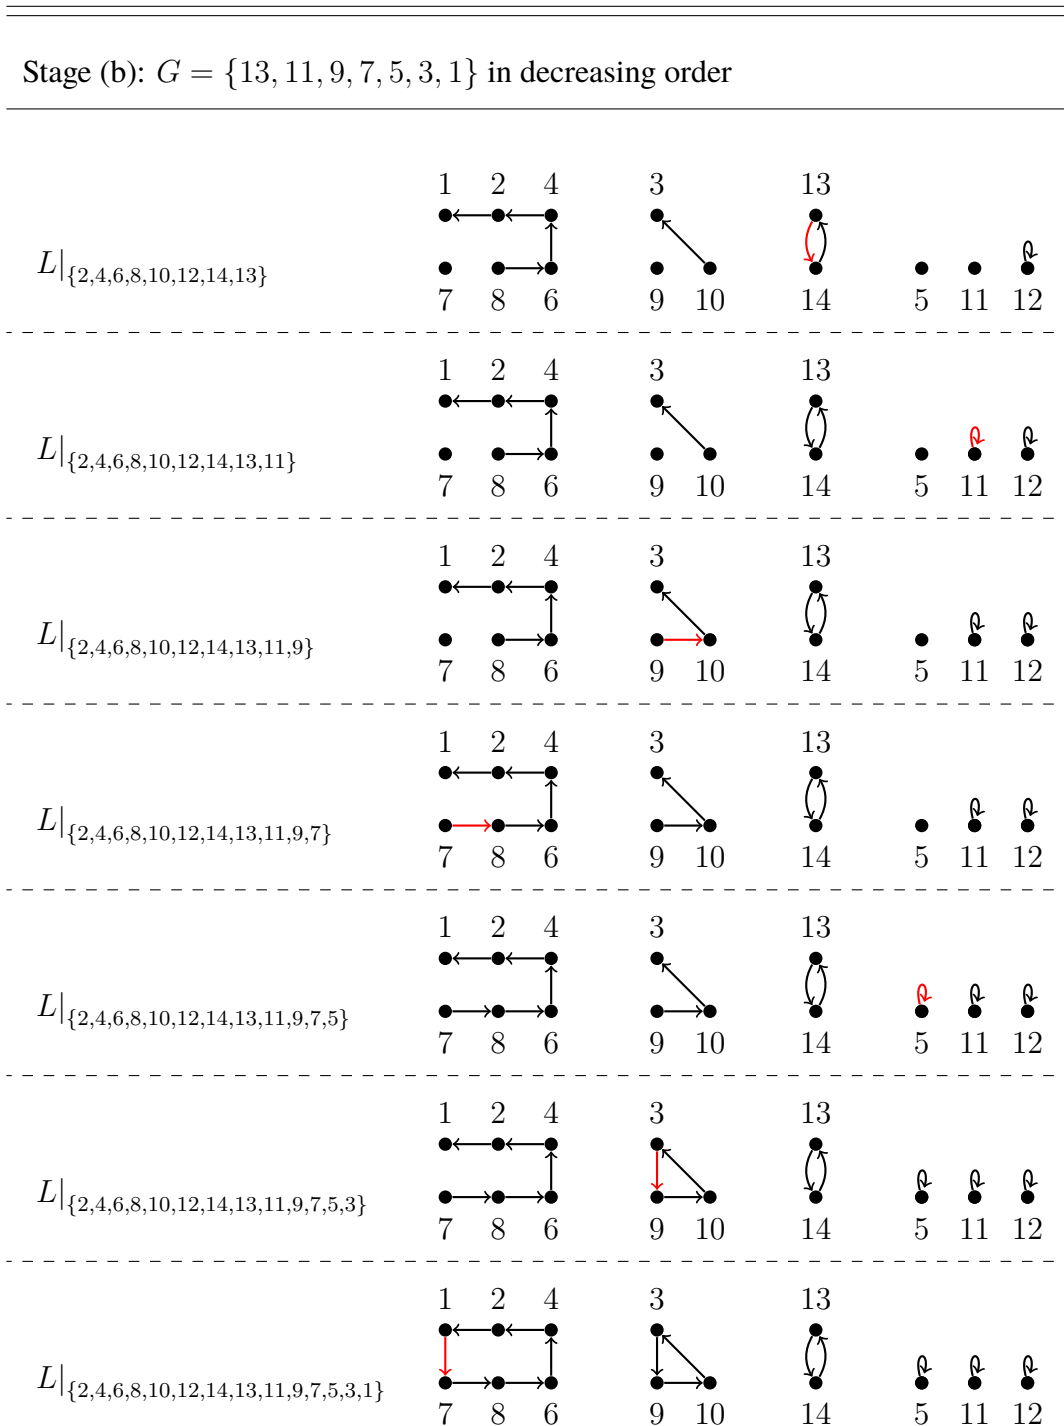 Stage (b): G = {13, 11, 9, 7, 5, 3, 1} in decreasing order
1 2 4 3 13
L|_{2,4,6,8,10,12,14,13}
7 8 6 9 10 14 5 11 12
1 2 4 3 13
L|_{2,4,6,8,10,12,14,13,11}
7 8 6 9 10 14 5 11 12
1 2 4 3 13
L|_{2,4,6,8,10,12,14,13,11,9}
7 8 6 9 10 14 5 11 12
1 2 4 3 13
L|_{2,4,6,8,10,12,14,13,11,9,7}
7 8 6 9 10 14 5 11 12
1 2 4 3 13
L|_{2,4,6,8,10,12,14,13,11,9,7,5}
7 8 6 9 10 14 5 11 12
1 2 4 3 13
L|_{2,4,6,8,10,12,14,13,11,9,7,5,3}
7 8 6 9 10 14 5 11 12
1 2 4 3 13
L|_{2,4,6,8,10,12,14,13,11,9,7,5,3,1}
7 8 6 9 10 14 5 11 12